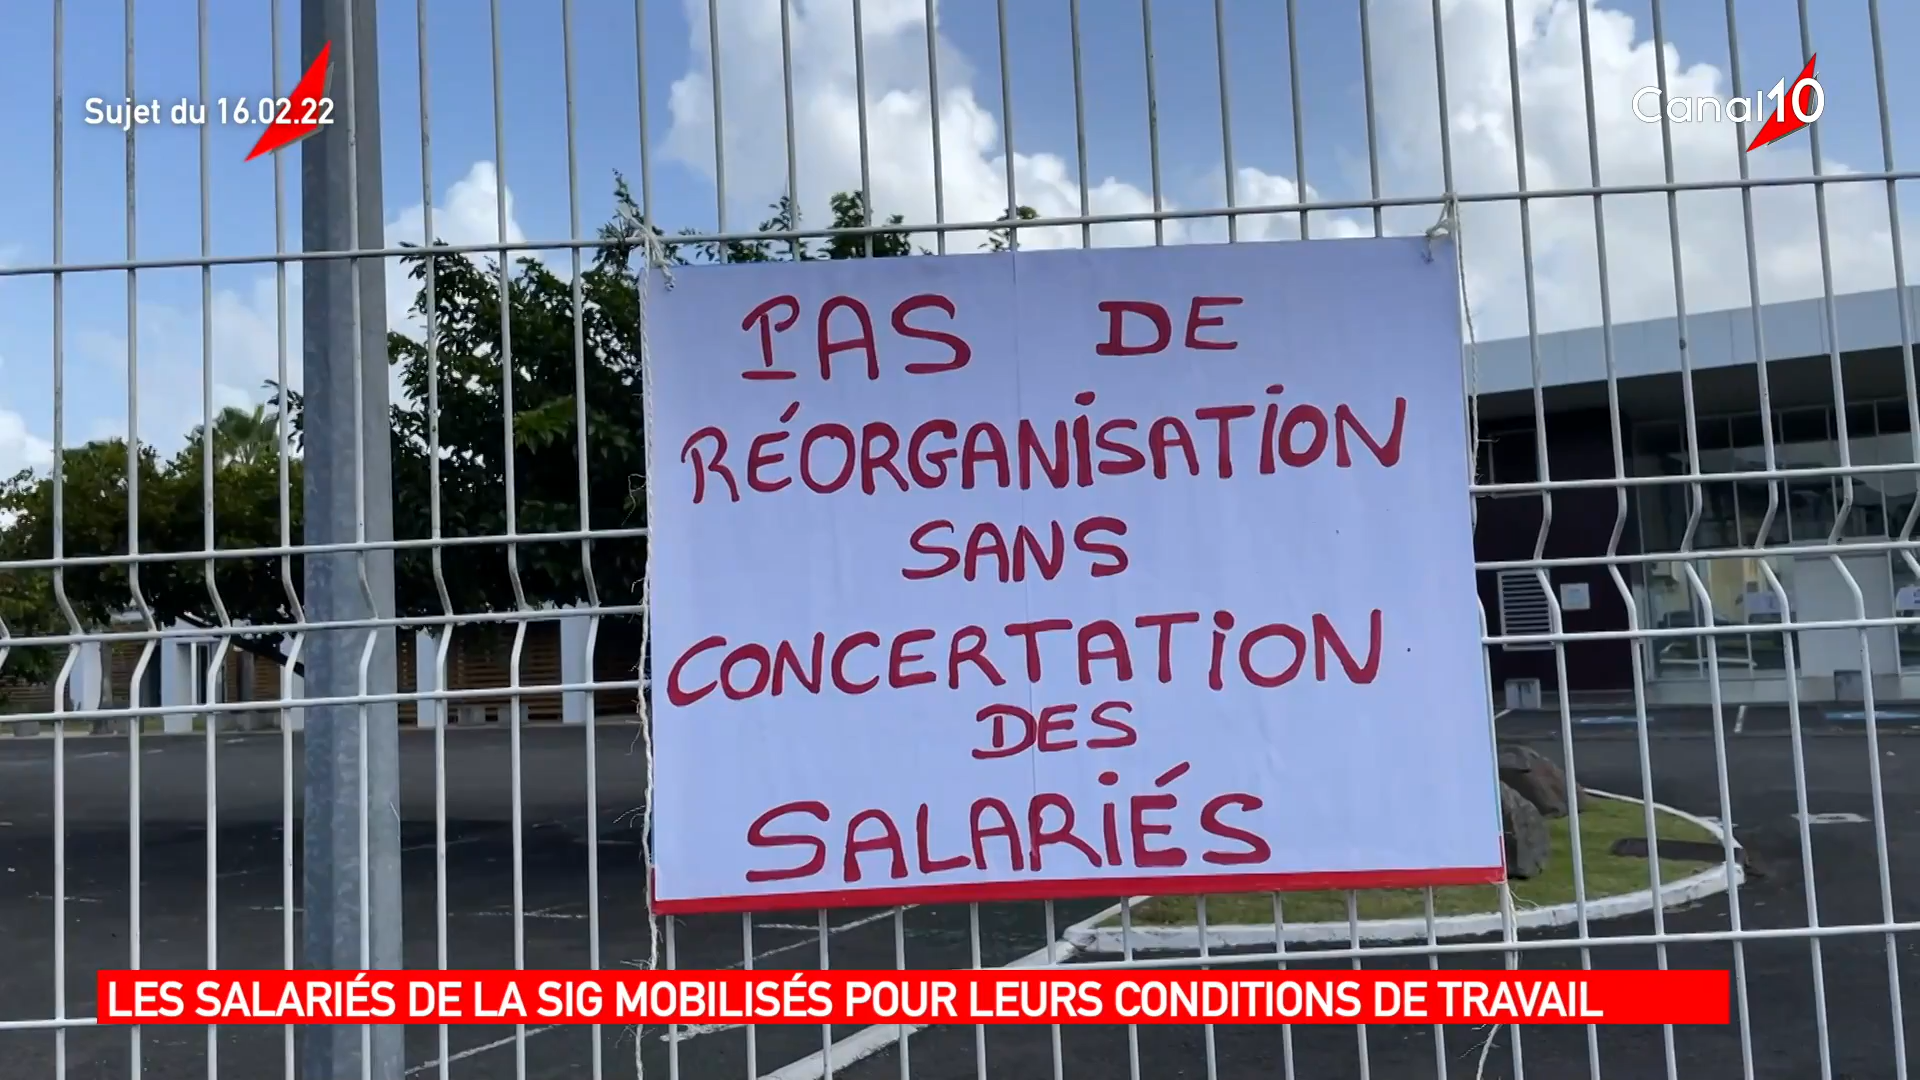 Sujet du 16.02.22
Canal10
PAS DE
RÉORGANiSATiON
SANS
CONCERTATiON
DES
SALARiÉS
LES SALARIÉS DE LA SIG MOBILISÉS POUR LEURS CONDITIONS DE TRAVAIL